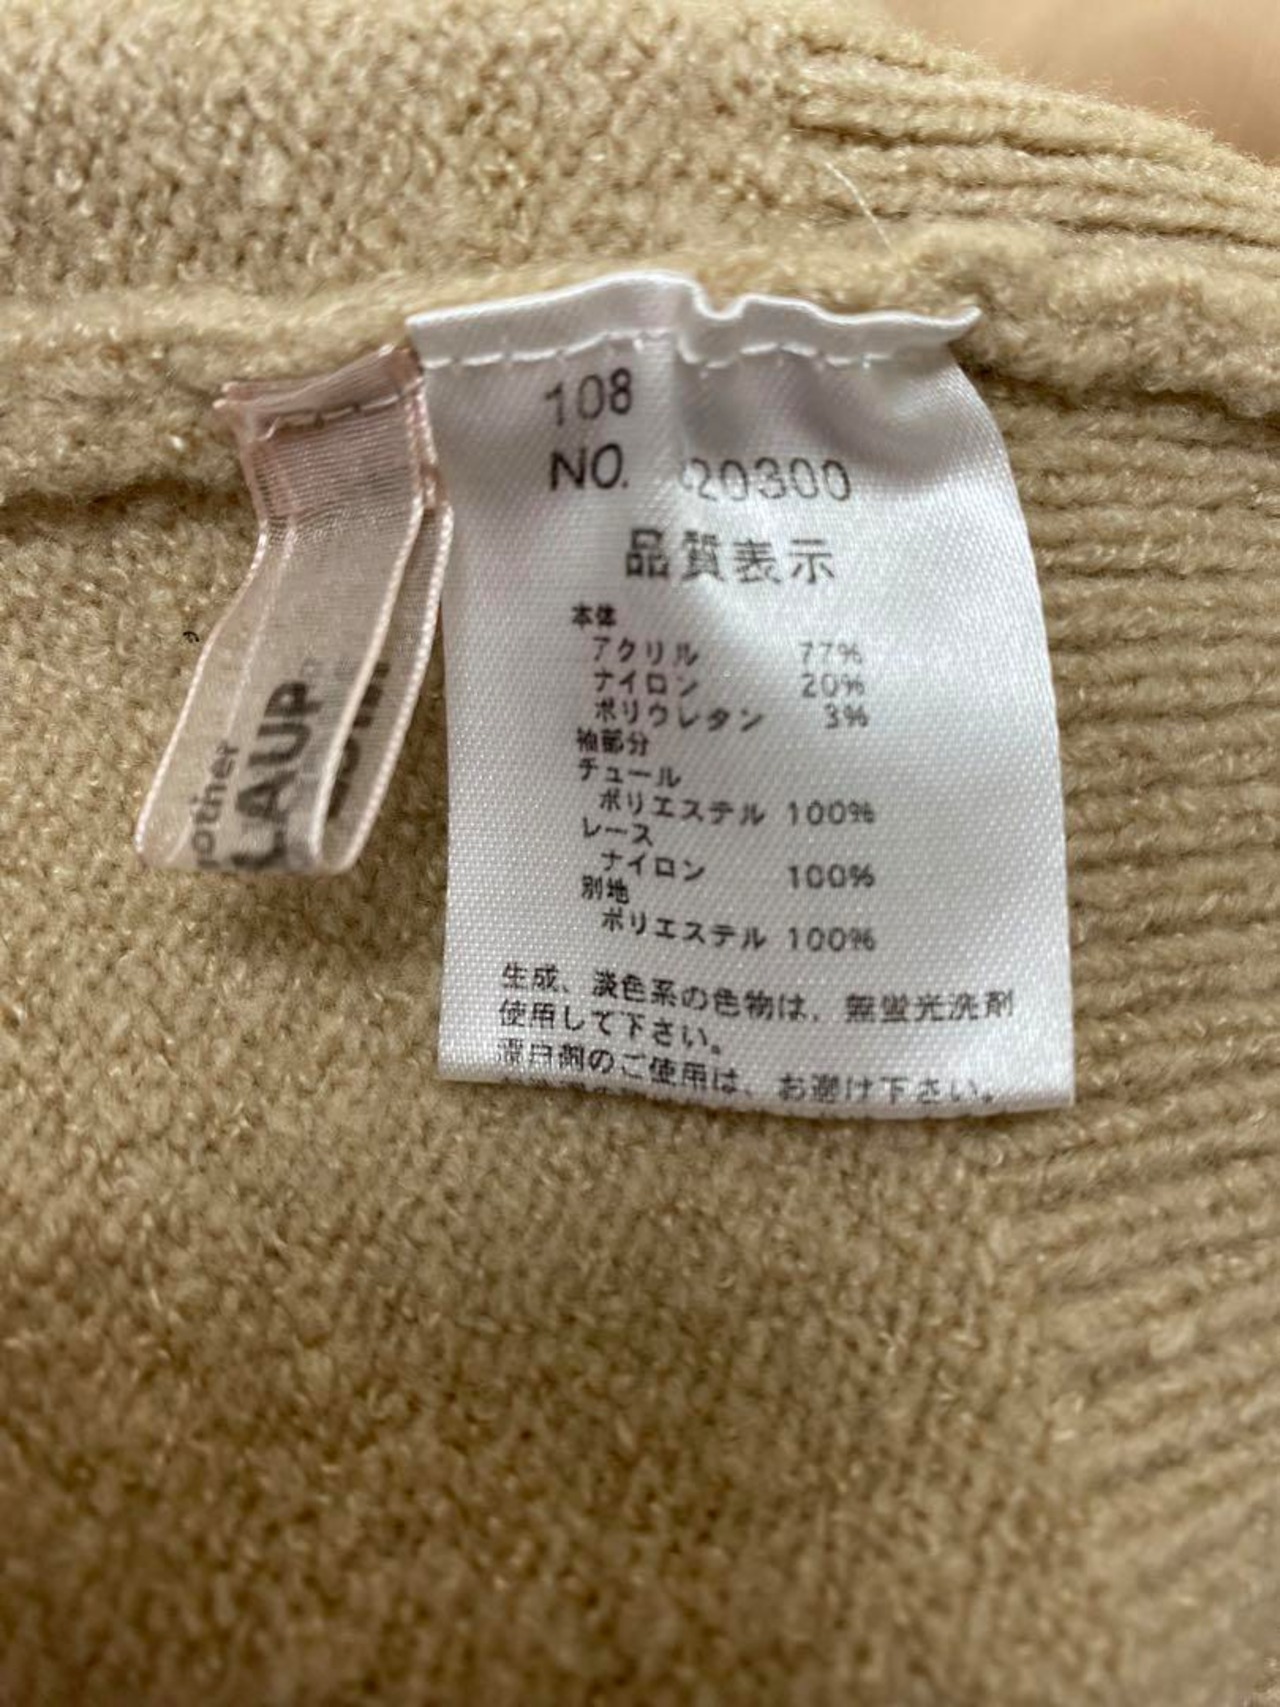 108
NO. 20300
品質表示
本体
アクリル 77%
ナイロン 20%
ポリウレタン 3%
袖部分
チュール
ポリエステル 100%
レース
ナイロン 100%
別地
ポリエステル 100%
生成、淡色系の色物は、無蛍光洗剤
使用して下さい。
漂白剤のご使用は、お避け下さい。
other
LAUP